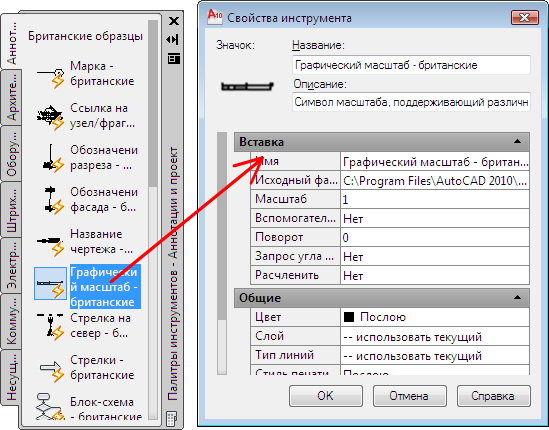 Аннот...
Архите...
Обору...
Штрих...
Электр...
Комму...
Несущ...
Британские образцы
Марка -
британские
Ссылка на
узел/фраг...
Обозначени
разреза - ...
Обозначени
фасада - б...
Название
чертежа -...
Графически
й масштаб -
британские
Стрелка на
север - б...
Стрелки -
британские
Блок-схема
- британские
Палитры инструментов - Аннотации и проект
Свойства инструмента
Значок:
Название:
Графический масштаб - британские
Описание:
Символ масштаба, поддерживающий различн
Вставка
Имя
Графический масштаб - британ...
Исходный фа...
C:\Program Files\AutoCAD 2010\...
Масштаб
1
Вспомогател...
Нет
Поворот
0
Запрос угла ...
Нет
Расчленить
Нет
Общие
Цвет
Послою
Слой
-- использовать текущий
Тип линий
-- использовать текущий
Стиль печати
Послою
OK
Отмена
Справка